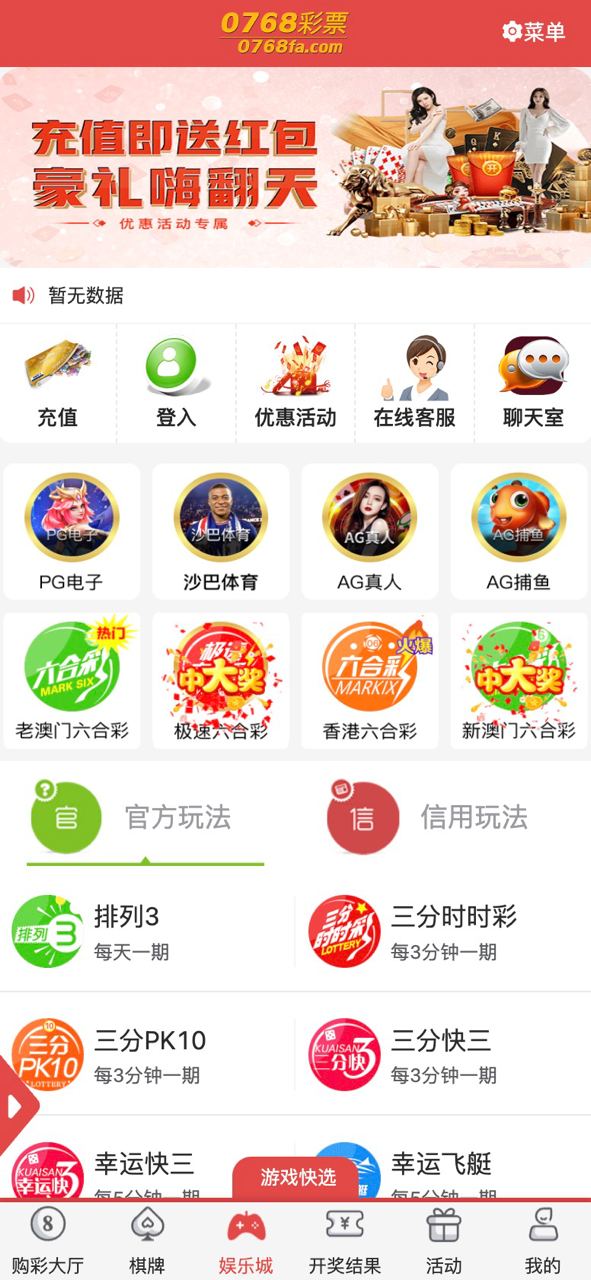 0768彩票
0768fa.com
菜单
充值即送红包
豪礼嗨翻天
优惠活动专属
暂无数据
充值
登入
优惠活动
在线客服
聊天室
PG电子
沙巴体育
AG真人
AG捕鱼
PG电子
沙巴体育
AG真人
AG捕鱼
六合彩
MARK SIX
热门
极速
中大奖
六合彩
MARKIX
火爆
中大奖
老澳门六合彩
极速六合彩
香港六合彩
新澳门六合彩
官
官方玩法
信
信用玩法
排列3
排列3
每天一期
三分
时时彩
LOTTERY
三分时时彩
每3分钟一期
三分
PK10
LOTTERY
三分PK10
每3分钟一期
KUAISAN
三分快3
三分快三
每3分钟一期
KUAISAN
幸运快3
幸运快三
每5分钟一期
幸运飞艇
每5分钟一期
游戏快选
购彩大厅
棋牌
娱乐城
开奖结果
活动
我的